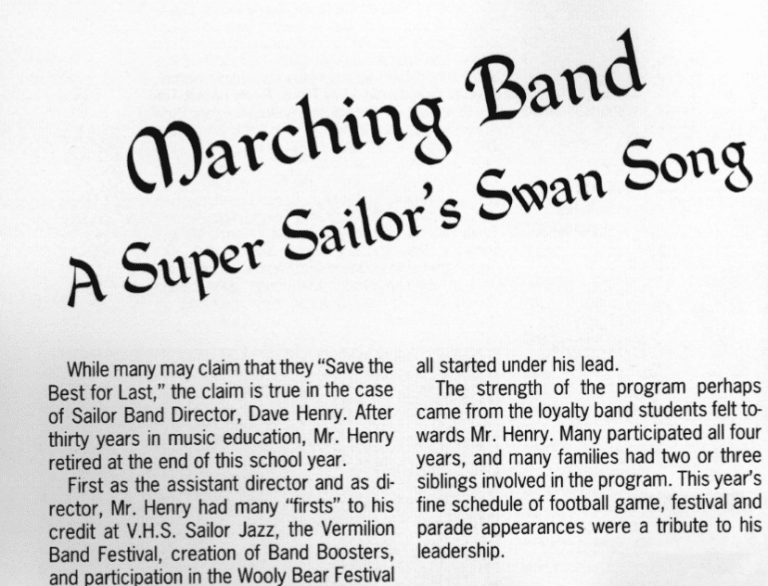 Marching Band
A Super Sailor's Swan Song
While many may claim that they "Save the
Best for Last," the claim is true in the case
of Sailor Band Director, Dave Henry. After
thirty years in music education, Mr. Henry
retired at the end of this school year.
First as the assistant director and as di-
rector, Mr. Henry had many "firsts" to his
credit at V.H.S. Sailor Jazz, the Vermilion
Band Festival, creation of Band Boosters,
and participation in the Wooly Bear Festival
all started under his lead.
The strength of the program perhaps
came from the loyalty band students felt to-
wards Mr. Henry. Many participated all four
years, and many families had two or three
siblings involved in the program. This year's
fine schedule of football game, festival and
parade appearances were a tribute to his
leadership.